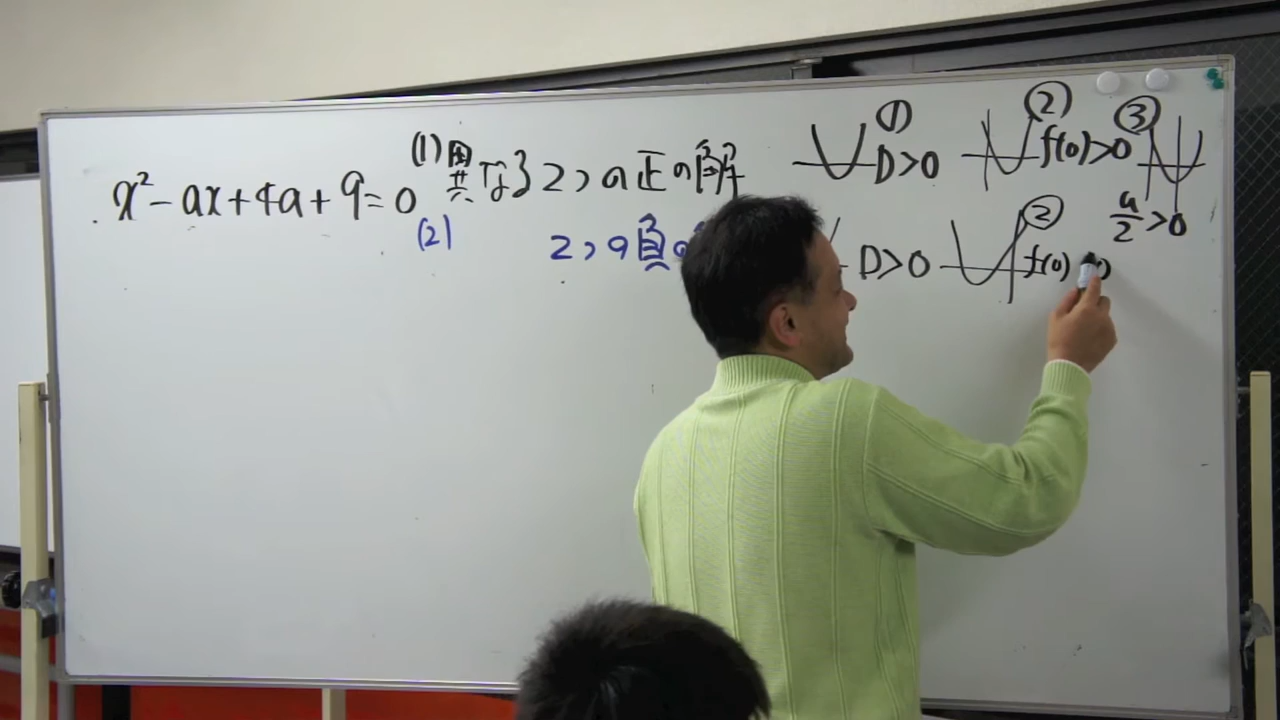 x² - ax + 4a + 9 = 0
(1) 異なる2つの正の解
(2) 2つの負の
① D>0
② f(0)>0
③ a/2 >0
D>0
② f(0)